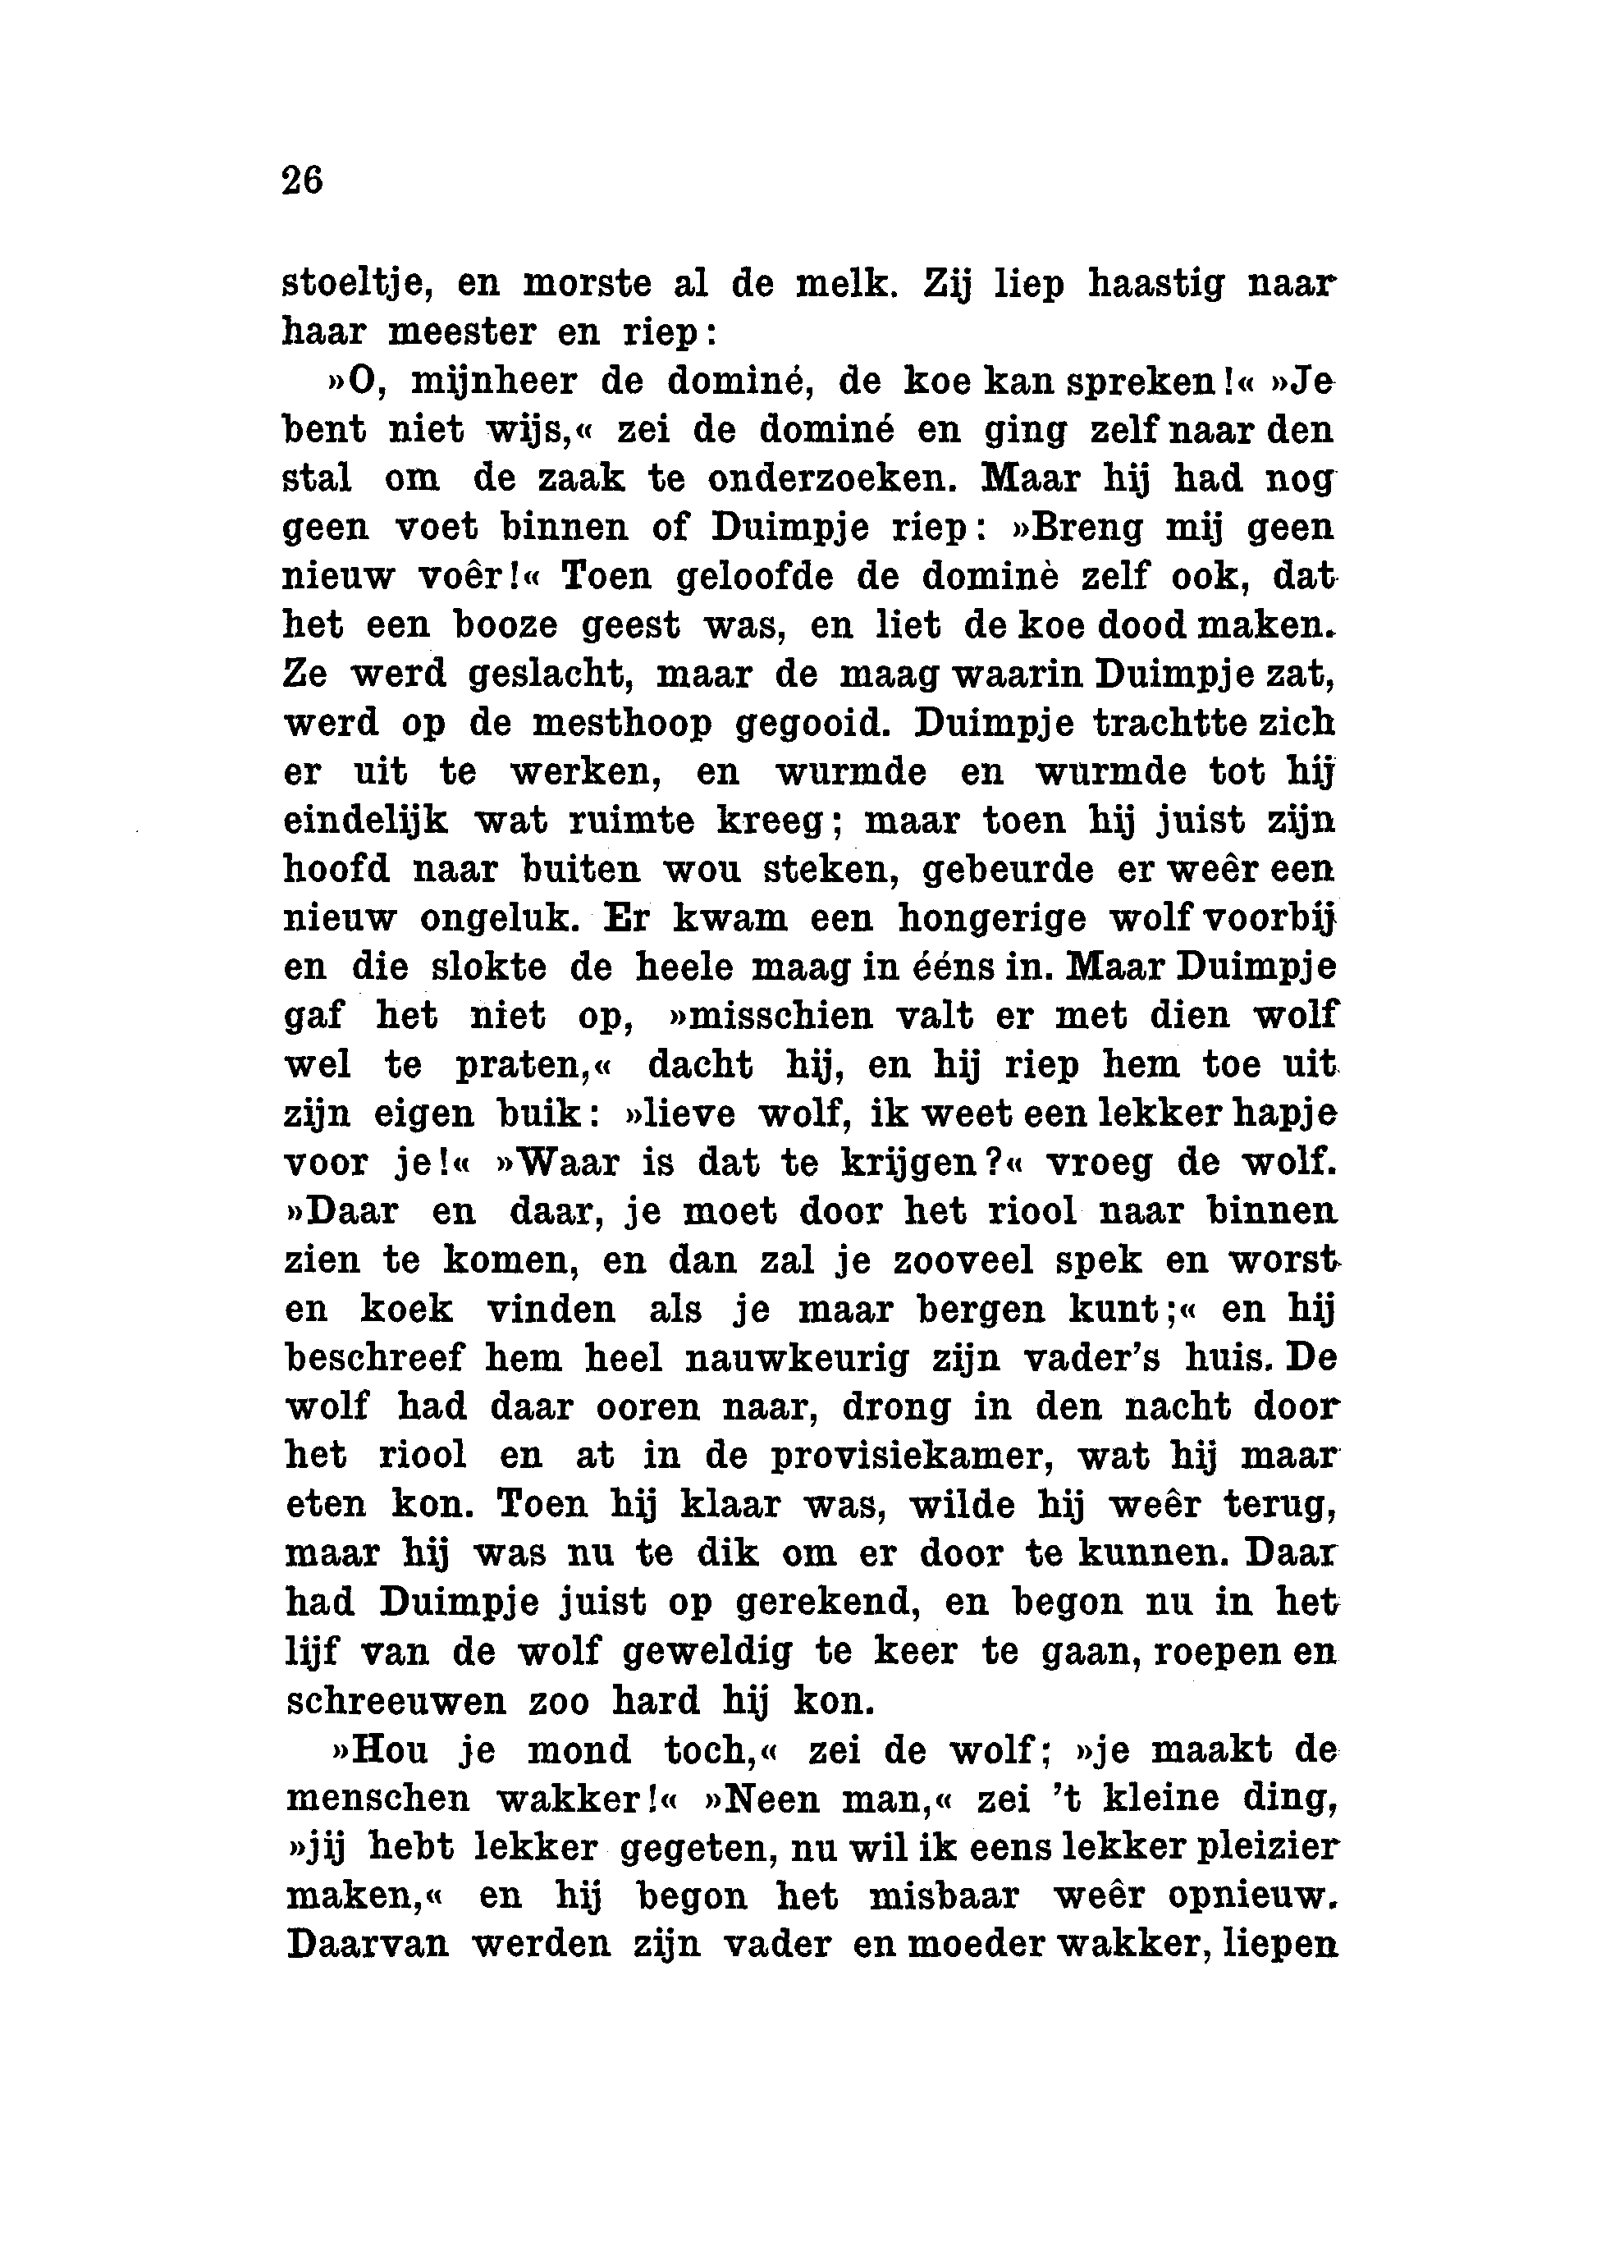 26
stoeltje, en morste al de melk. Zij liep haastig naar
haar meester en riep:
»O, mijnheer de dominé, de koe kan spreken!« »Je
bent niet wijs,« zei de dominé en ging zelf naar den
stal om de zaak te onderzoeken. Maar hij had nog
geen voet binnen of Duimpje riep: »Breng mij geen
nieuw voêr!« Toen geloofde de dominè zelf ook, dat
het een booze geest was, en liet de koe dood maken.
Ze werd geslacht, maar de maag waarin Duimpje zat,
werd op de mesthoop gegooid. Duimpje trachtte zich
er uit te werken, en wurmde en wurmde tot hij
eindelijk wat ruimte kreeg; maar toen hij juist zijn
hoofd naar buiten wou steken, gebeurde er weêr een
nieuw ongeluk. Er kwam een hongerige wolf voorbij
en die slokte de heele maag in ééns in. Maar Duimpje
gaf het niet op, »misschien valt er met dien wolf
wel te praten,« dacht hij, en hij riep hem toe uit
zijn eigen buik: »lieve wolf, ik weet een lekker hapje
voor je!« »Waar is dat te krijgen?« vroeg de wolf.
»Daar en daar, je moet door het riool naar binnen
zien te komen, en dan zal je zooveel spek en worst
en koek vinden als je maar bergen kunt;« en hij
beschreef hem heel nauwkeurig zijn vader's huis. De
wolf had daar ooren naar, drong in den nacht door
het riool en at in de provisiekamer, wat hij maar
eten kon. Toen hij klaar was, wilde hij weêr terug,
maar hij was nu te dik om er door te kunnen. Daar
had Duimpje juist op gerekend, en begon nu in het
lijf van de wolf geweldig te keer te gaan, roepen en
schreeuwen zoo hard hij kon.
»Hou je mond toch,« zei de wolf; »je maakt de
menschen wakker!« »Neen man,« zei 't kleine ding,
»jij hebt lekker gegeten, nu wil ik eens lekker pleizier
maken,« en hij begon het misbaar weêr opnieuw.
Daarvan werden zijn vader en moeder wakker, liepen